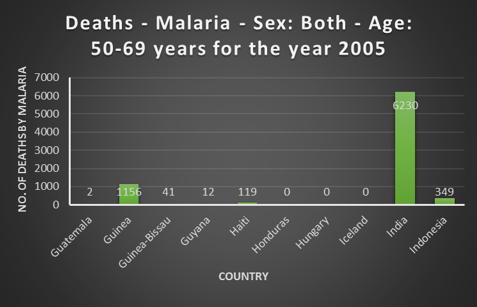 Deaths - Malaria - Sex: Both - Age:
50-69 years for the year 2005
NO. OF DEATHS BY MALARIA
7000
6000
5000
4000
3000
2000
1000
0
2
1156
41
12
119
0
0
0
6230
349
Guatemala
Guinea
Guinea-Bissau
Guyana
Haiti
Honduras
Hungary
Iceland
India
Indonesia
COUNTRY